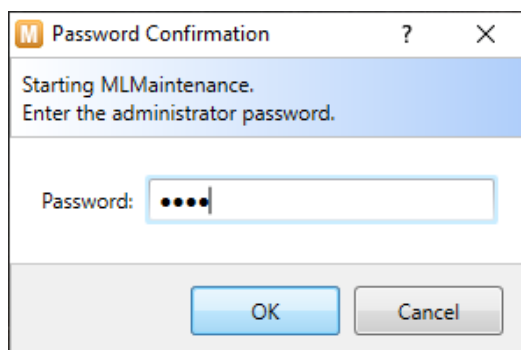 M Password Confirmation ? X
Starting MLMaintenance.
Enter the administrator password.
Password: ●●●●
OK Cancel